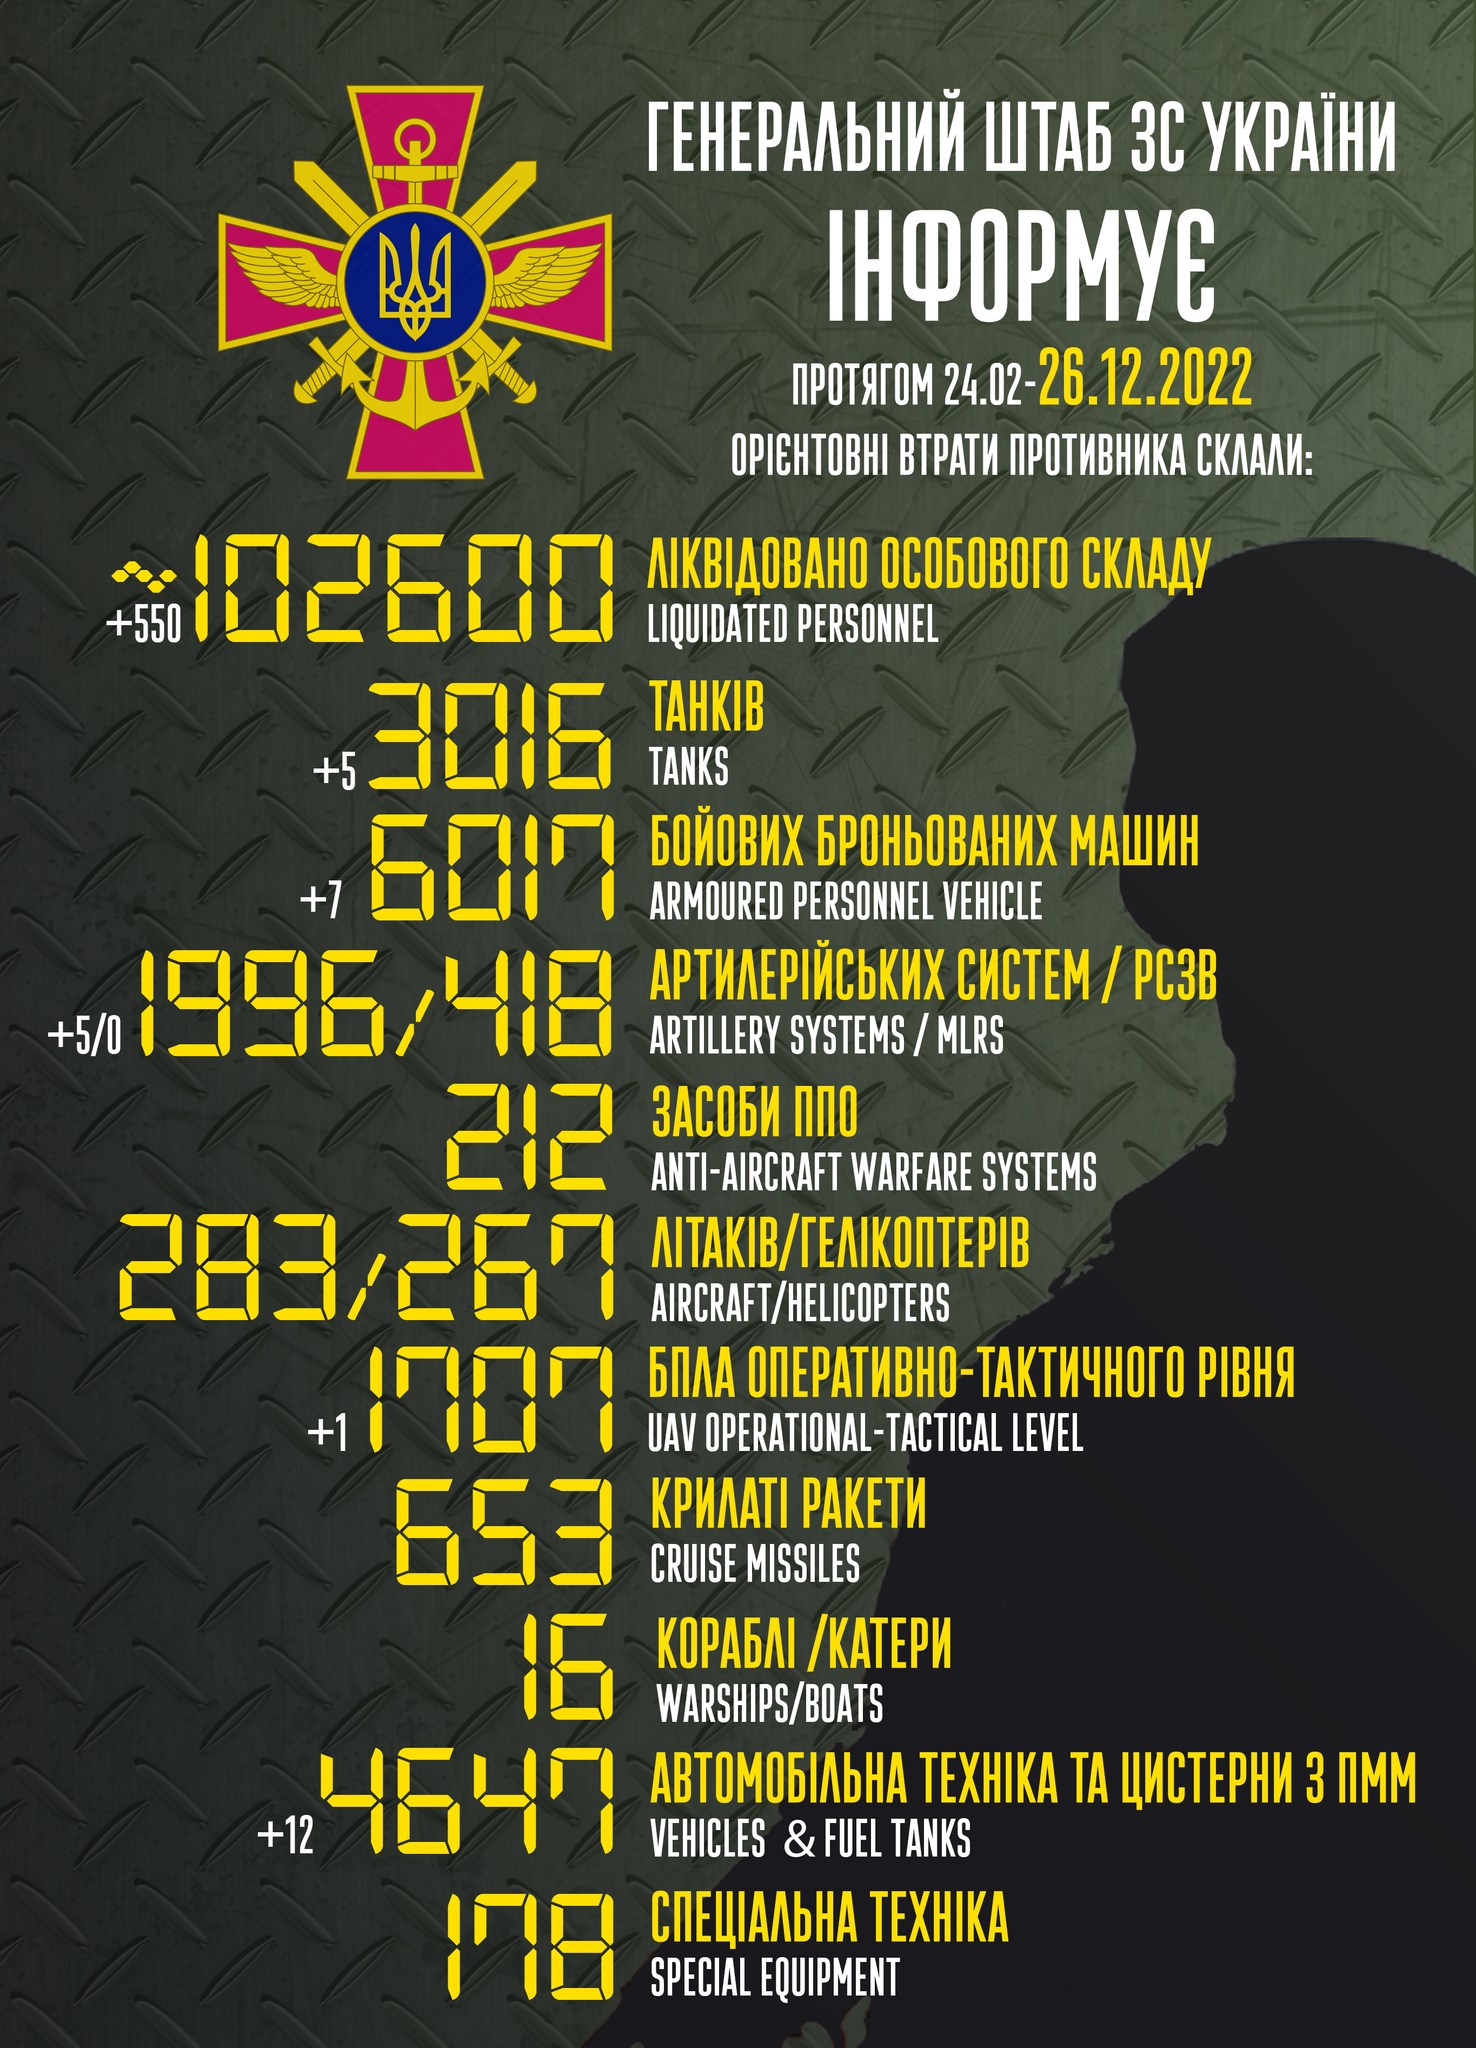 ГЕНЕРАЛЬНИЙ ШТАБ ЗС УКРАЇНИ
ІНФОРМУЄ
ПРОТЯГОМ 24.02-26.12.2022
ОРІЄНТОВНІ ВТРАТИ ПРОТИВНИКА СКЛАЛИ:
~102600 ЛІКВІДОВАНО ОСОБОВОГО СКЛАДУ
+550 LIQUIDATED PERSONNEL
3016 ТАНКІВ
+5 TANKS
6017 БОЙОВИХ БРОНЬОВАНИХ МАШИН
+7 ARMOURED PERSONNEL VEHICLE
1996/418 АРТИЛЕРІЙСЬКИХ СИСТЕМ / РСЗВ
+5/0 ARTILLERY SYSTEMS / MLRS
212 ЗАСОБИ ППО
ANTI-AIRCRAFT WARFARE SYSTEMS
283/267 ЛІТАКІВ/ГЕЛІКОПТЕРІВ
AIRCRAFT/HELICOPTERS
1707 БПЛА ОПЕРАТИВНО-ТАКТИЧНОГО РІВНЯ
+1 UAV OPERATIONAL-TACTICAL LEVEL
653 КРИЛАТІ РАКЕТИ
CRUISE MISSILES
16 КОРАБЛІ /КАТЕРИ
WARSHIPS/BOATS
4647 АВТОМОБІЛЬНА ТЕХНІКА ТА ЦИСТЕРНИ З ПММ
+12 VEHICLES & FUEL TANKS
178 СПЕЦІАЛЬНА ТЕХНІКА
SPECIAL EQUIPMENT